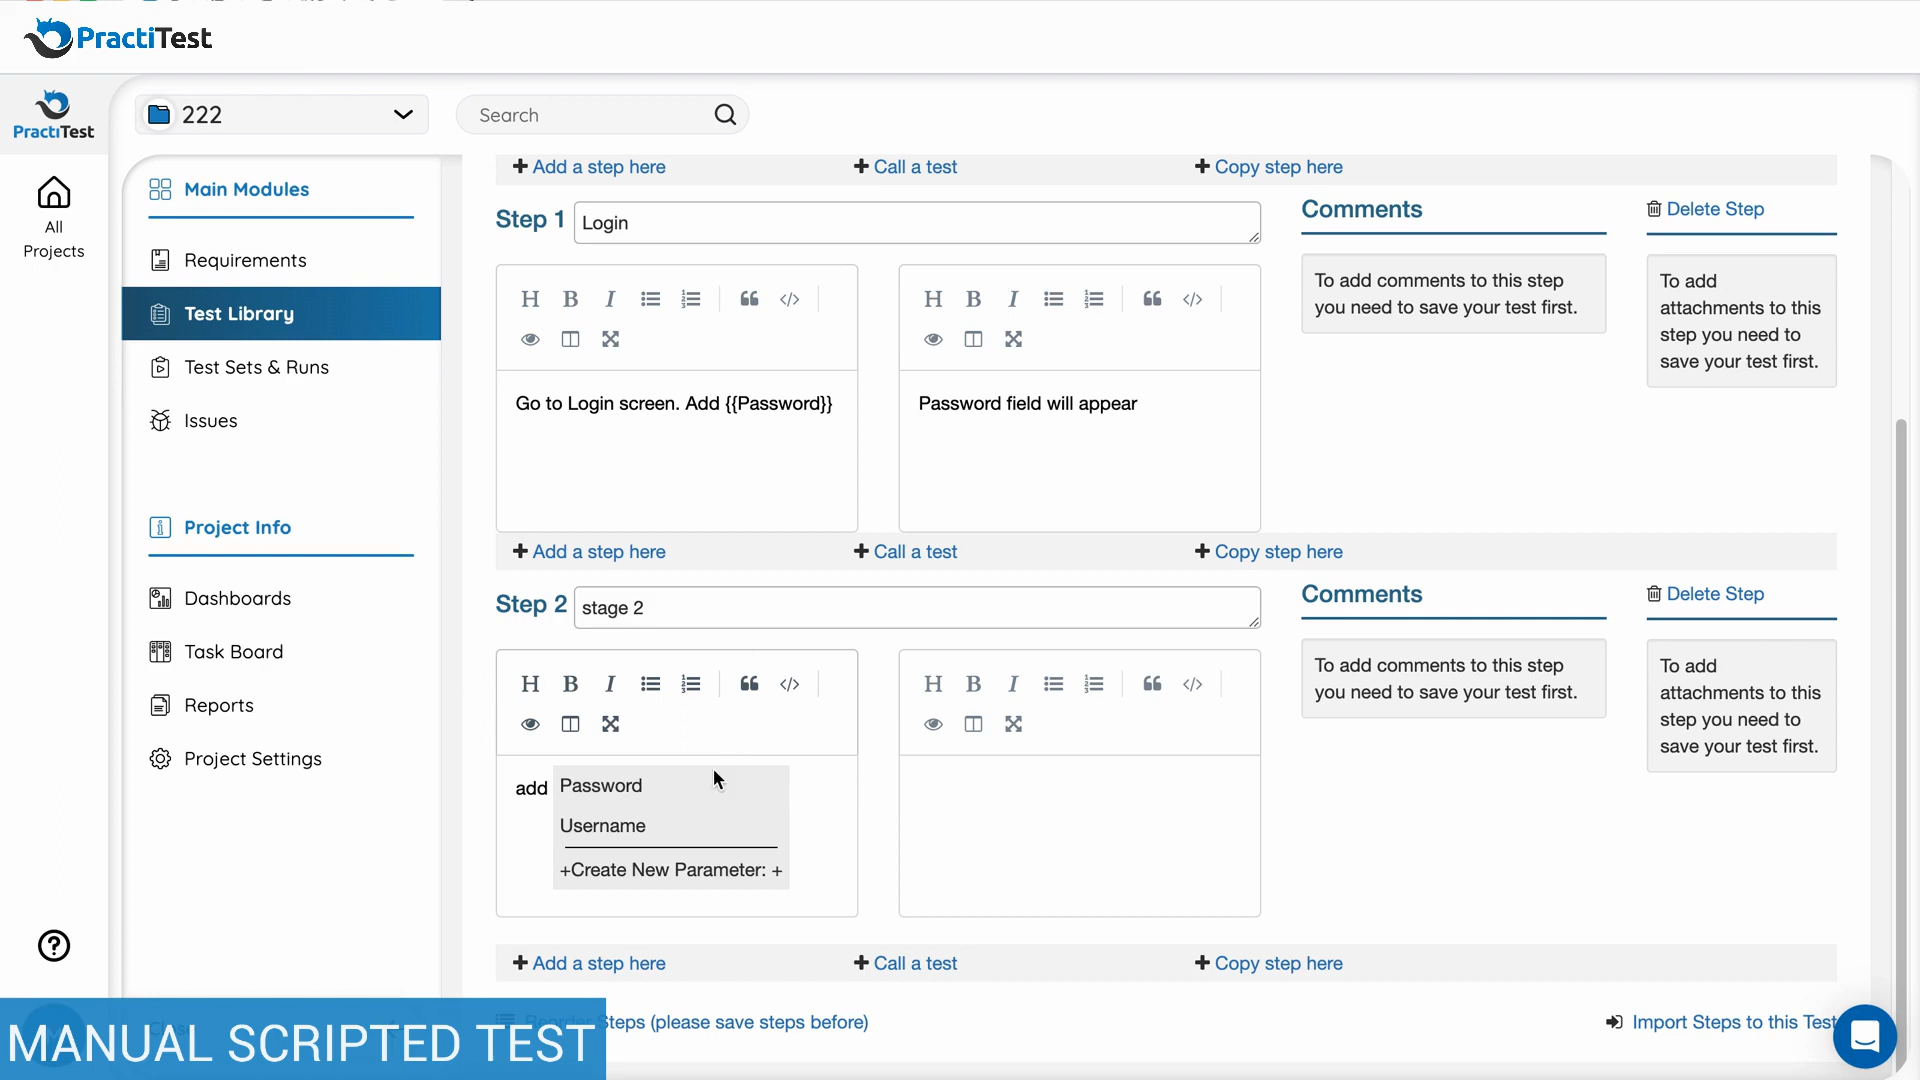 PractiTest
PractiTest
All
Projects
222
Search
Main Modules
Requirements
Test Library
Test Sets & Runs
Issues
Project Info
Dashboards
Task Board
Reports
Project Settings
+ Add a step here
+ Call a test
+ Copy step here
Step 1
Login
Comments
Delete Step
H B I
To add comments to this step
you need to save your test first.
To add
attachments to this
step you need to
save your test first.
H B I
Go to Login screen. Add {{Password}}
Password field will appear
+ Add a step here
+ Call a test
+ Copy step here
Step 2
stage 2
Comments
Delete Step
H B I
H B I
To add comments to this step
you need to save your test first.
To add
attachments to this
step you need to
save your test first.
add
Password
Username
+Create New Parameter: +
+ Add a step here
+ Call a test
+ Copy step here
Steps (please save steps before)
Import Steps to this Test
MANUAL SCRIPTED TEST